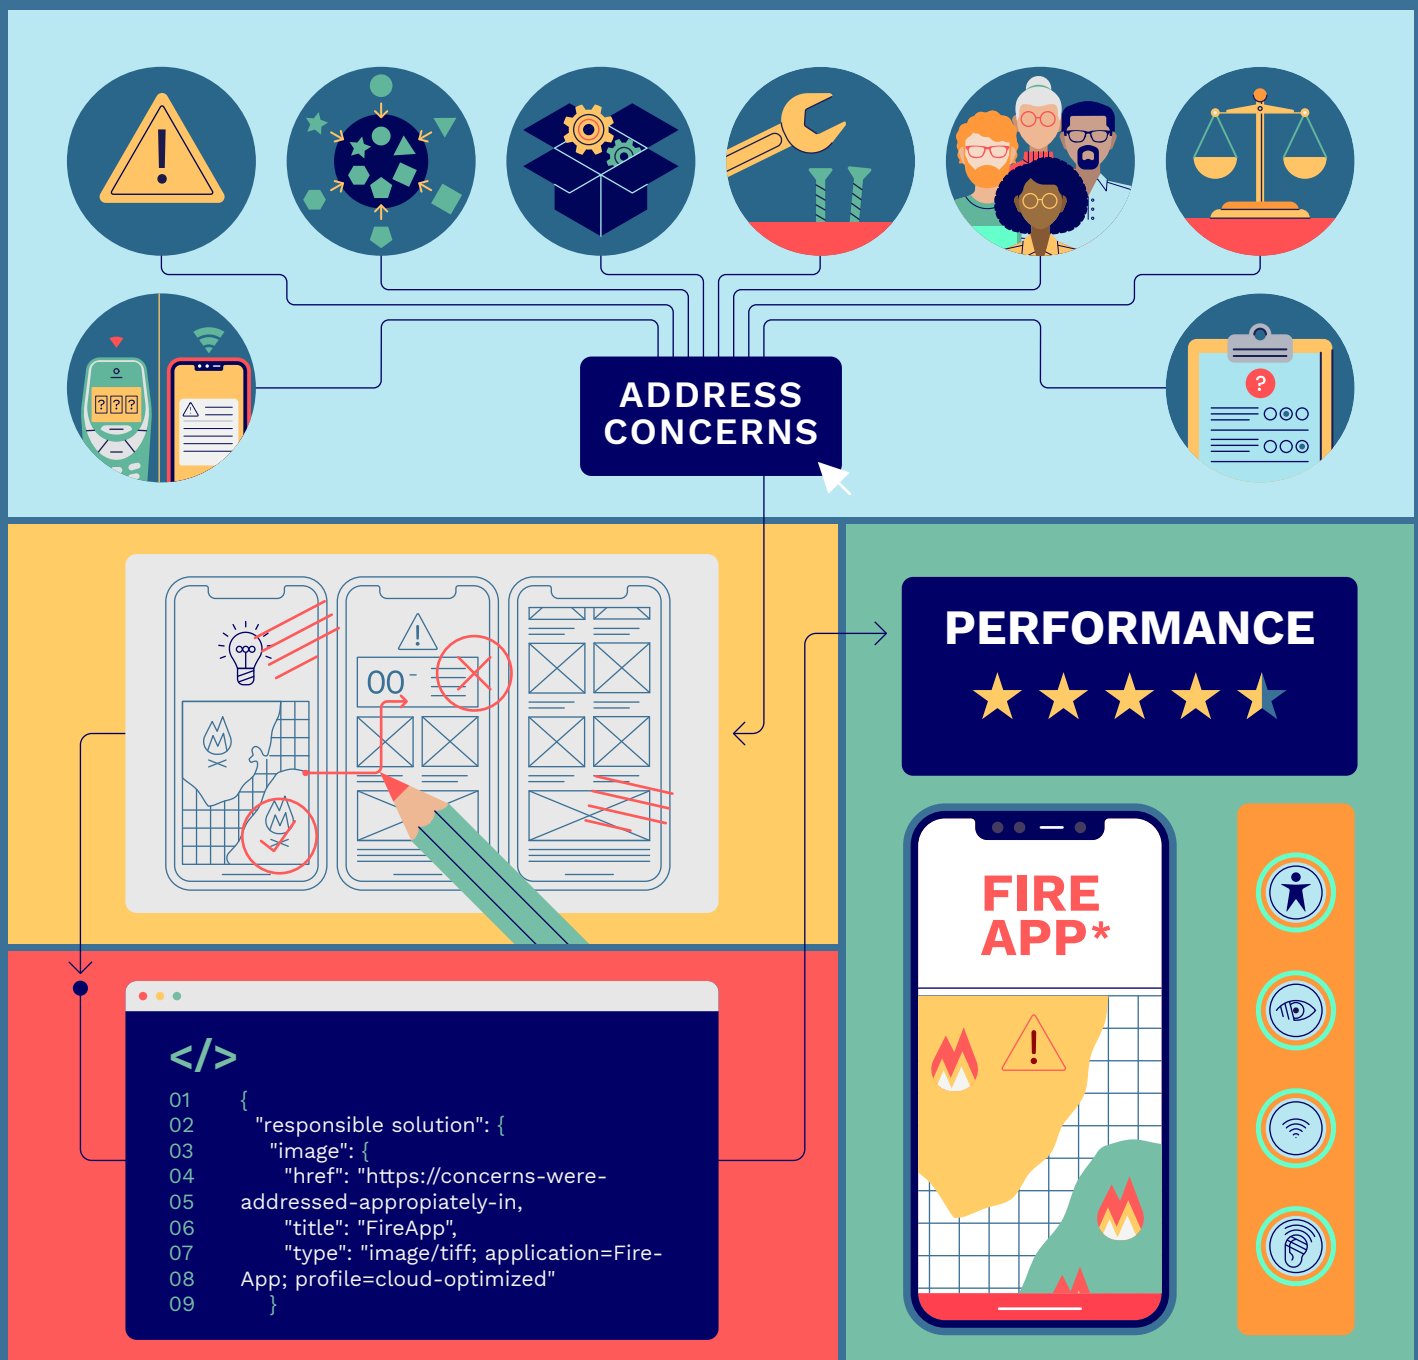 ???
?
ADDRESS
CONCERNS
00
PERFORMANCE
FIRE
APP*
</>
01 {
02 "responsible solution": {
03 "image": {
04 "href": "https://concerns-were-
05 addressed-appropiately-in,
06 "title": "FireApp",
07 "type": "image/tiff; application=Fire-
08 App; profile=cloud-optimized"
09 }